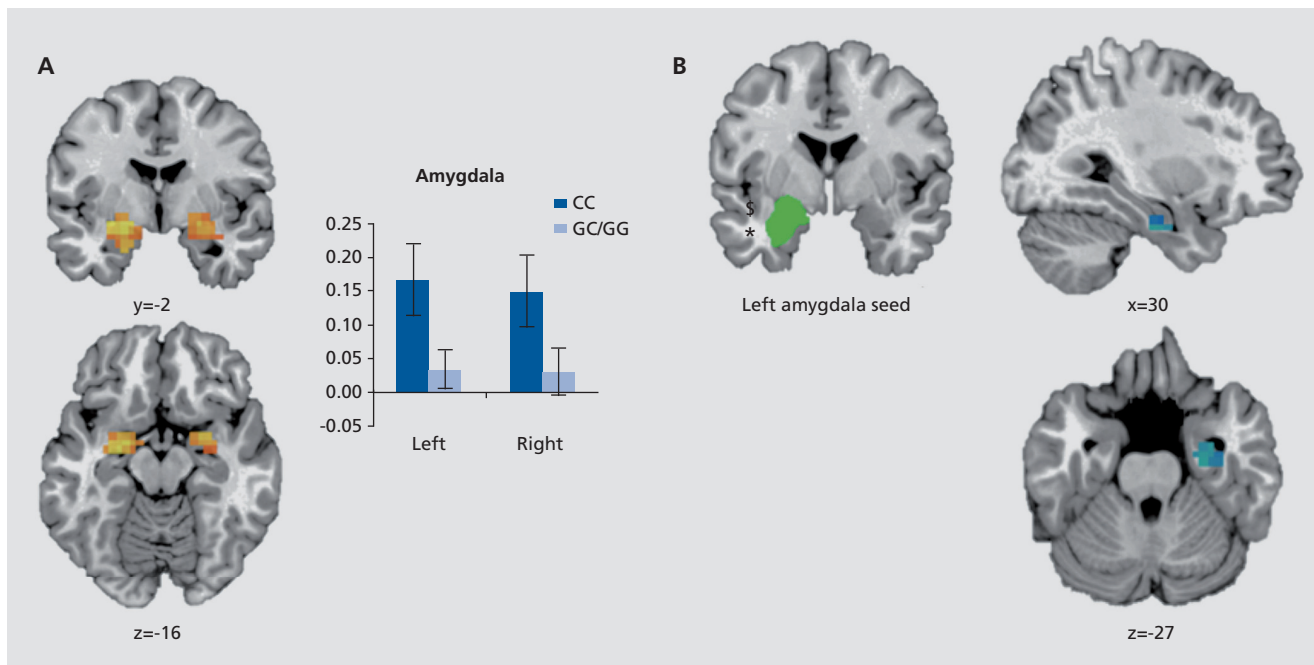 A
y=-2
z=-16
Amygdala
CC
GC/GG
0.25
0.20
0.15
0.10
0.05
0.00
-0.05
Left Right
B
$
*
Left amygdala seed
x=30
z=-27